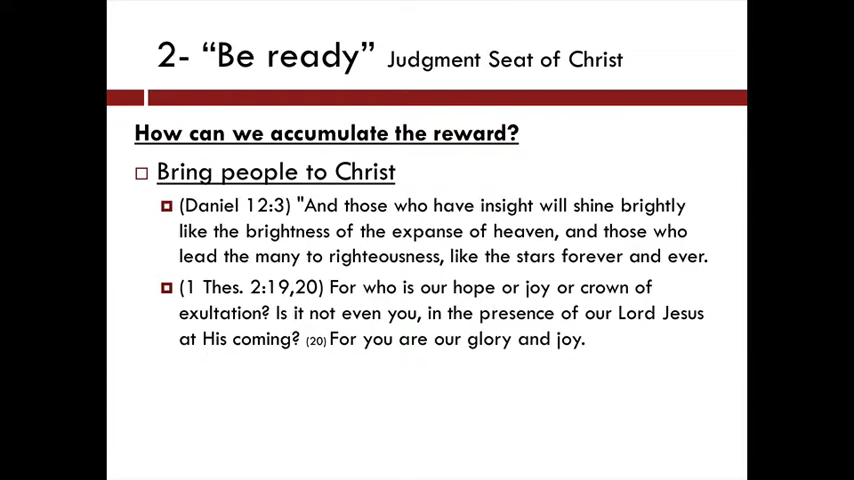 2- “Be ready” Judgment Seat of Christ
How can we accumulate the reward?
Bring people to Christ
(Daniel 12:3) "And those who have insight will shine brightly
like the brightness of the expanse of heaven, and those who
lead the many to righteousness, like the stars forever and ever.
(1 Thes. 2:19,20) For who is our hope or joy or crown of
exultation? Is it not even you, in the presence of our Lord Jesus
at His coming? (20) For you are our glory and joy.